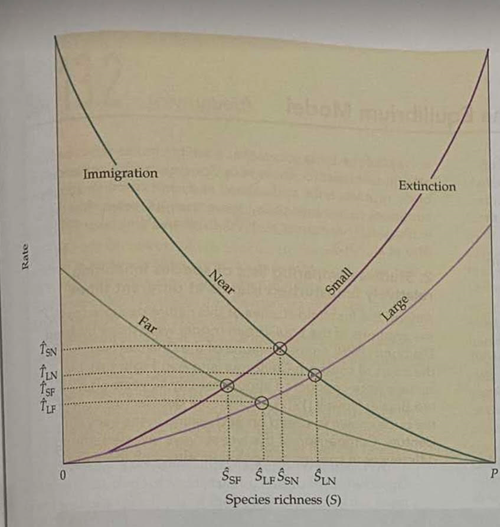 Immigration
Extinction
Near
Small
Far
Large
Rate
T̂SN
T̂LN
T̂SF
T̂LF
0
P
ŜSF ŜLF ŜSN ŜLN
Species richness (S)